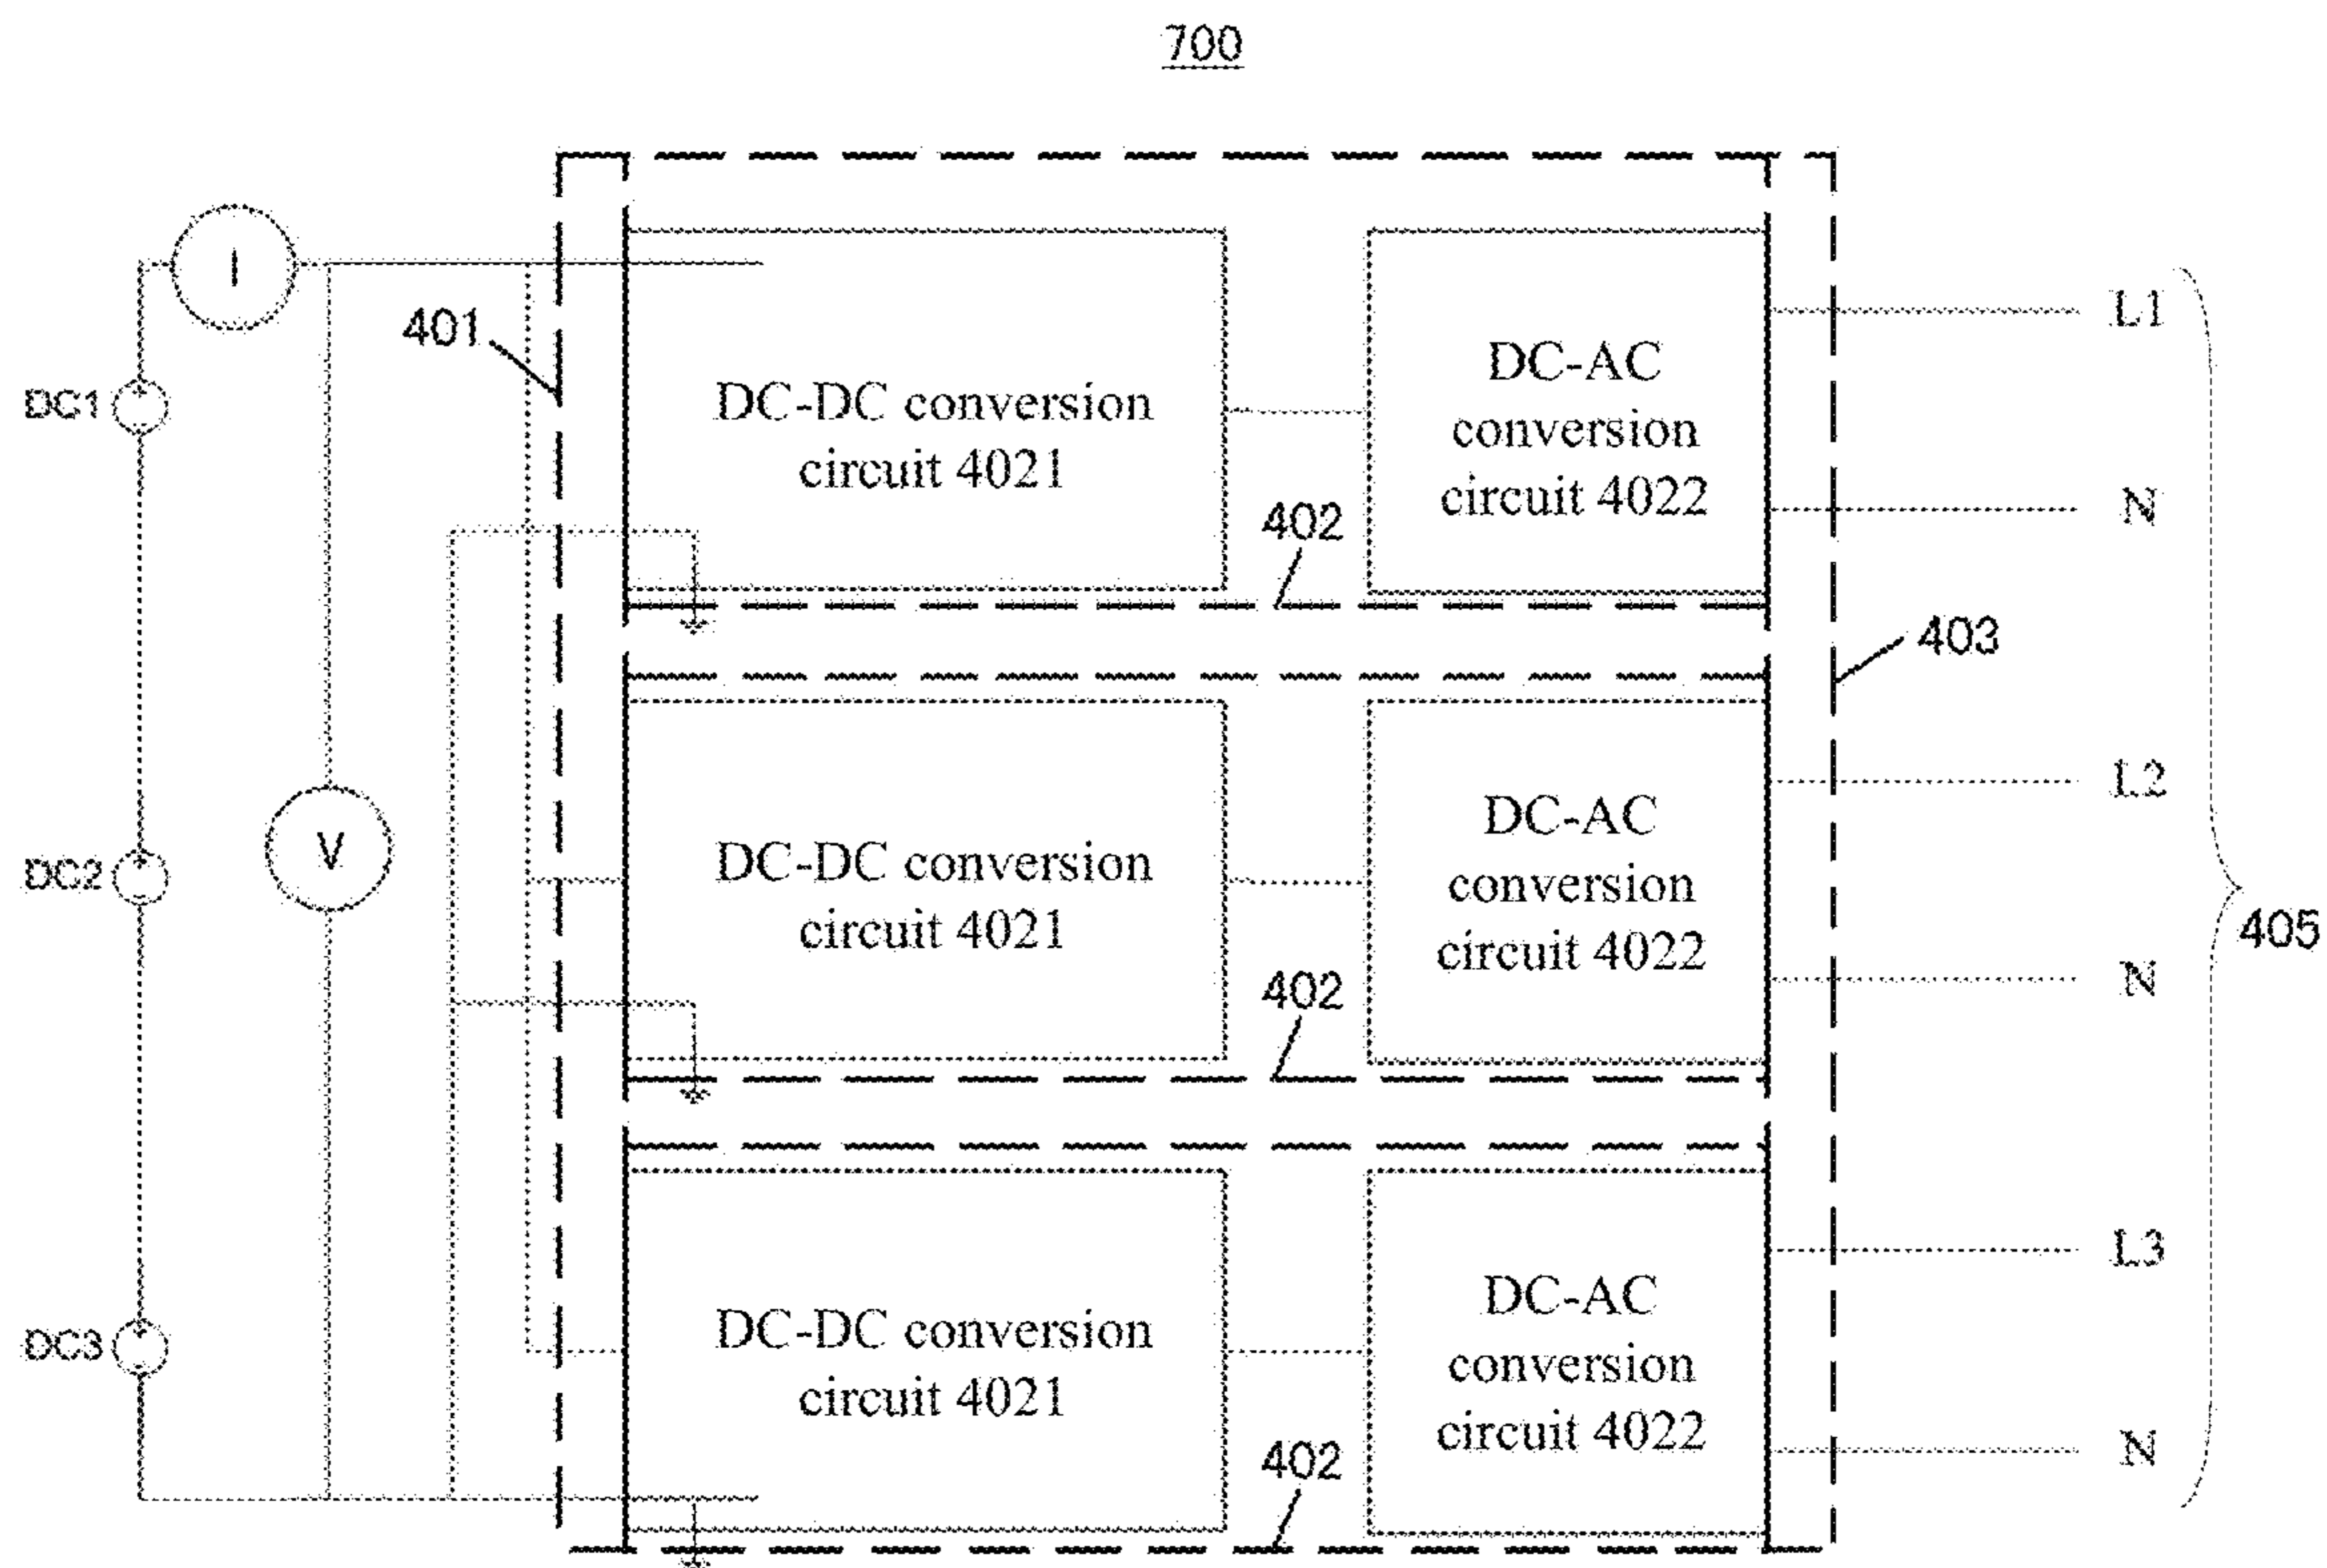 700
I
401
DC1
DC-DC conversion
circuit 4021
DC-AC
conversion
circuit 4022
L1
N
402
403
DC2
V
DC-DC conversion
circuit 4021
DC-AC
conversion
circuit 4022
L2
N
405
402
DC3
DC-DC conversion
circuit 4021
DC-AC
conversion
circuit 4022
L3
N
402